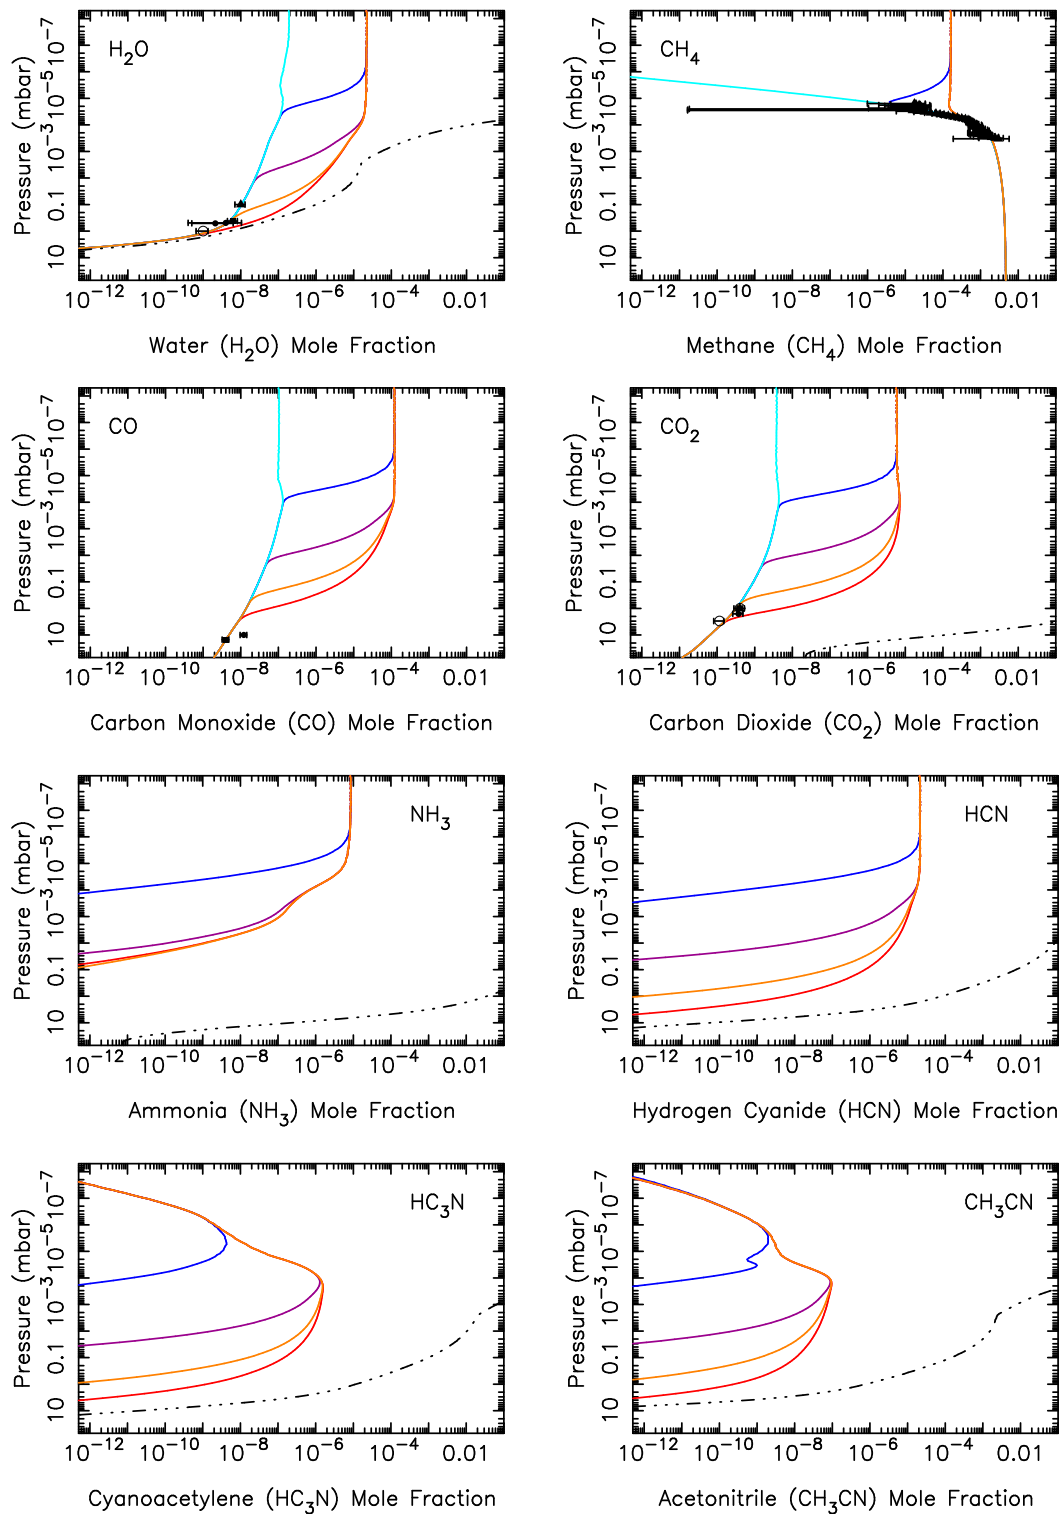 H₂O
Pressure (mbar)
10⁻⁷
10⁻⁵
10⁻³
0.1
10
10⁻¹² 10⁻¹⁰ 10⁻⁸ 10⁻⁶ 10⁻⁴ 0.01
Water (H₂O) Mole Fraction
CH₄
Pressure (mbar)
10⁻⁷
10⁻⁵
10⁻³
0.1
10
10⁻¹² 10⁻¹⁰ 10⁻⁸ 10⁻⁶ 10⁻⁴ 0.01
Methane (CH₄) Mole Fraction
CO
Pressure (mbar)
10⁻⁷
10⁻⁵
10⁻³
0.1
10
10⁻¹² 10⁻¹⁰ 10⁻⁸ 10⁻⁶ 10⁻⁴ 0.01
Carbon Monoxide (CO) Mole Fraction
CO₂
Pressure (mbar)
10⁻⁷
10⁻⁵
10⁻³
0.1
10
10⁻¹² 10⁻¹⁰ 10⁻⁸ 10⁻⁶ 10⁻⁴ 0.01
Carbon Dioxide (CO₂) Mole Fraction
NH₃
Pressure (mbar)
10⁻⁷
10⁻⁵
10⁻³
0.1
10
10⁻¹² 10⁻¹⁰ 10⁻⁸ 10⁻⁶ 10⁻⁴ 0.01
Ammonia (NH₃) Mole Fraction
HCN
Pressure (mbar)
10⁻⁷
10⁻⁵
10⁻³
0.1
10
10⁻¹² 10⁻¹⁰ 10⁻⁸ 10⁻⁶ 10⁻⁴ 0.01
Hydrogen Cyanide (HCN) Mole Fraction
HC₃N
Pressure (mbar)
10⁻⁷
10⁻⁵
10⁻³
0.1
10
10⁻¹² 10⁻¹⁰ 10⁻⁸ 10⁻⁶ 10⁻⁴ 0.01
Cyanoacetylene (HC₃N) Mole Fraction
CH₃CN
Pressure (mbar)
10⁻⁷
10⁻⁵
10⁻³
0.1
10
10⁻¹² 10⁻¹⁰ 10⁻⁸ 10⁻⁶ 10⁻⁴ 0.01
Acetonitrile (CH₃CN) Mole Fraction